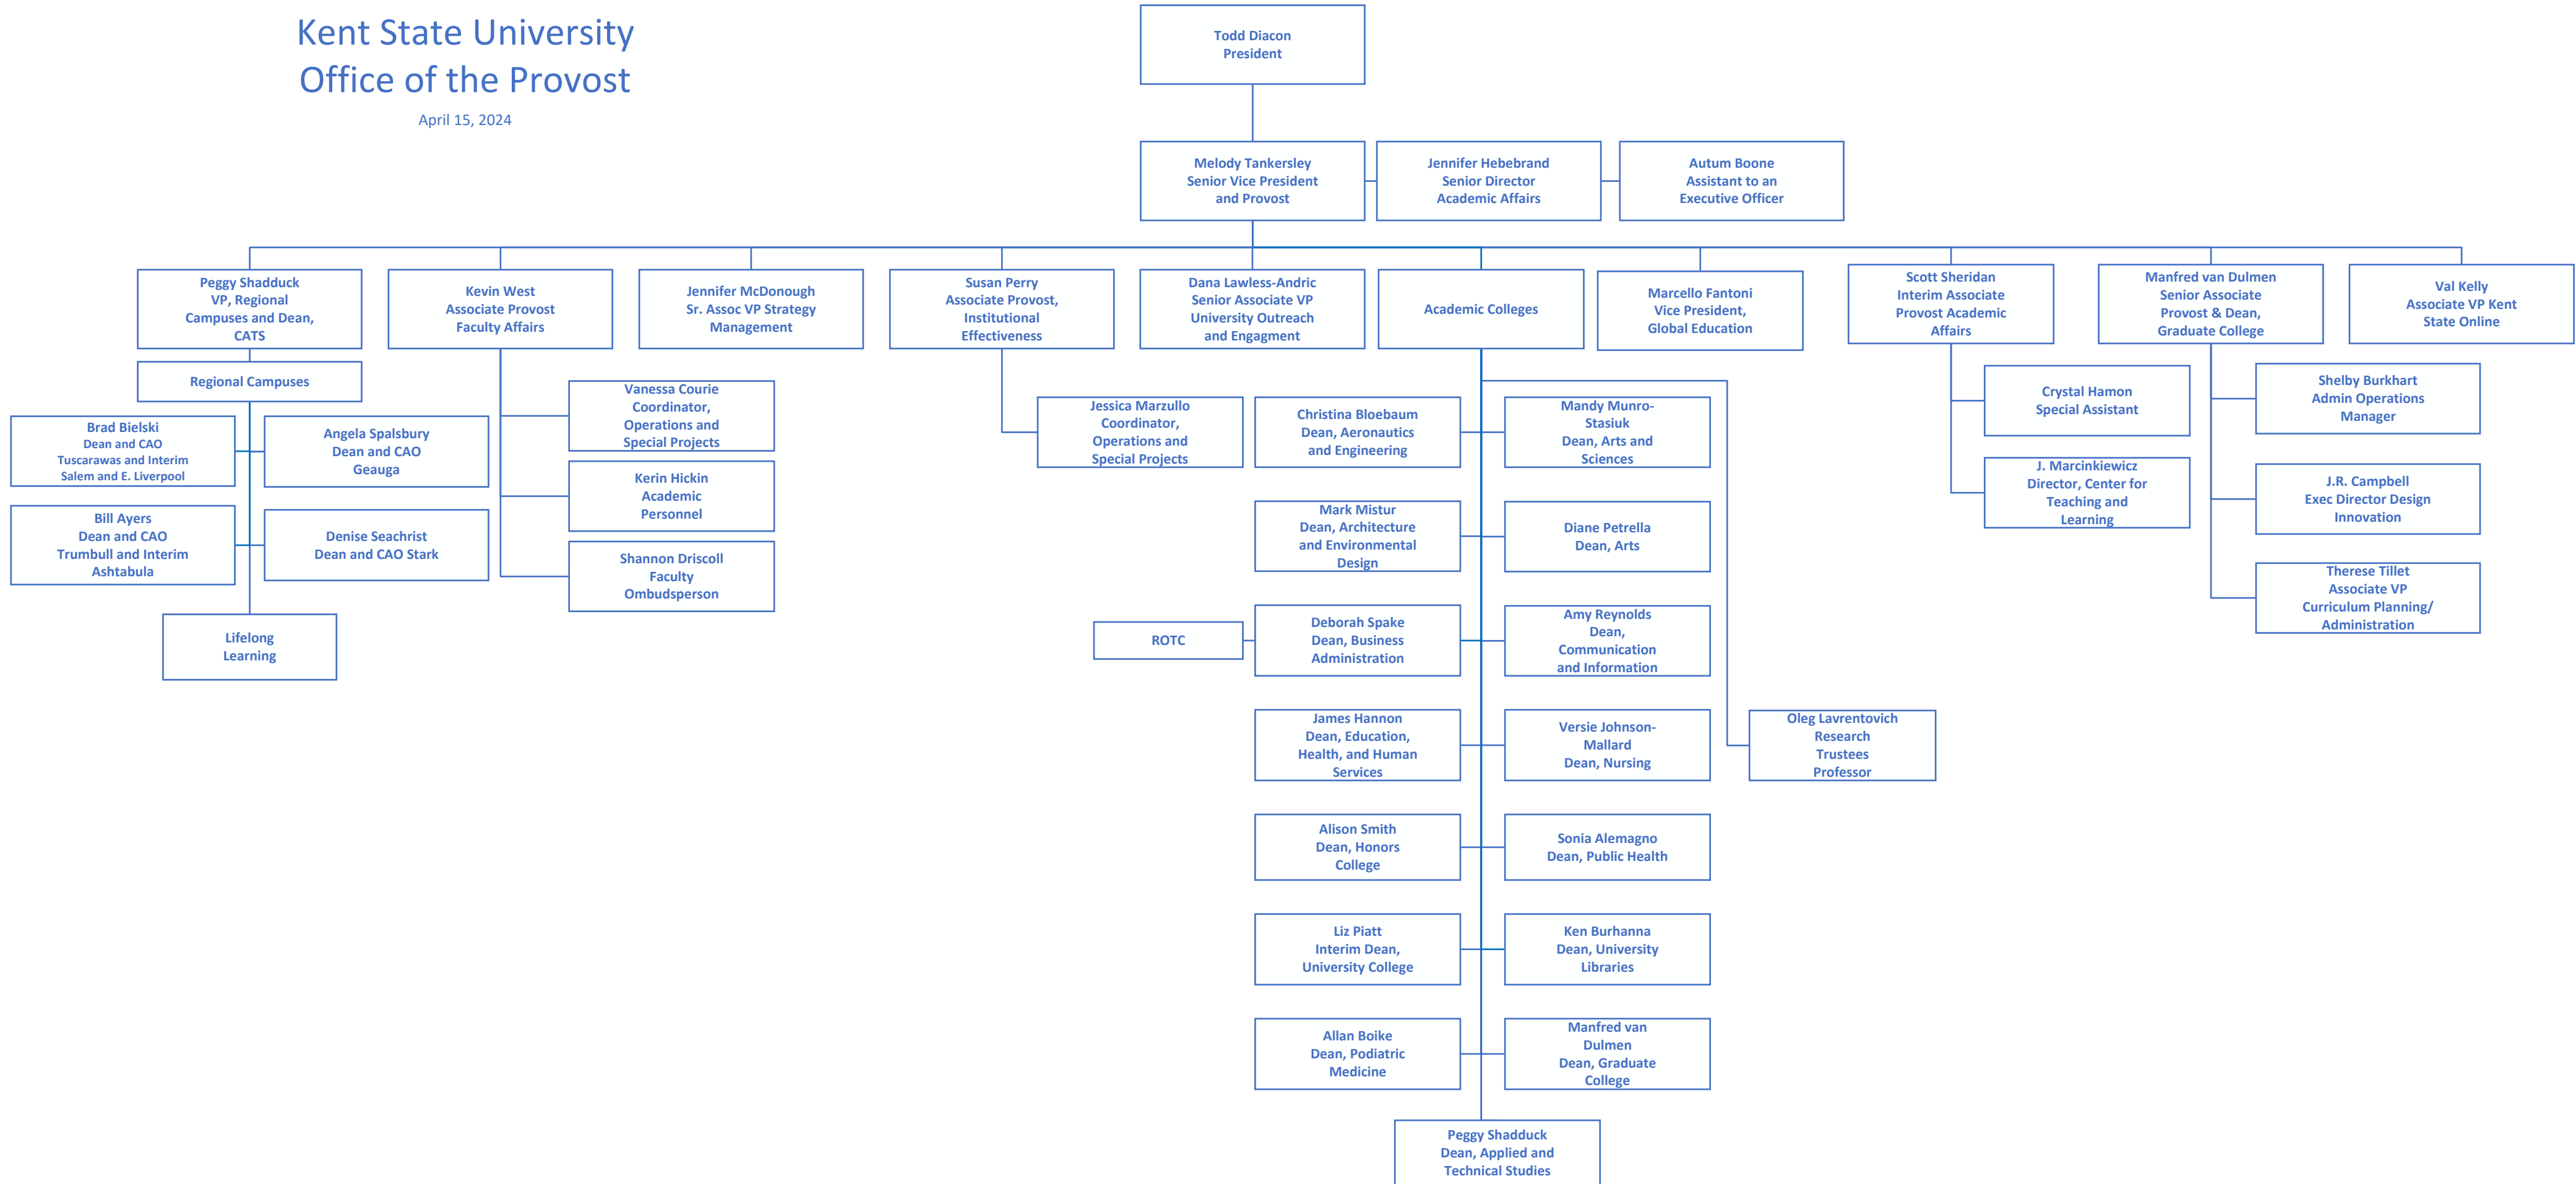 Kent State University
Office of the Provost
April 15, 2024
Todd Diacon
President
Melody Tankersley
Senior Vice President
and Provost
Jennifer Hebebrand
Senior Director
Academic Affairs
Autum Boone
Assistant to an
Executive Officer
Peggy Shadduck
VP, Regional
Campuses and Dean,
CATS
Kevin West
Associate Provost
Faculty Affairs
Jennifer McDonough
Sr. Assoc VP Strategy
Management
Susan Perry
Associate Provost,
Institutional
Effectiveness
Dana Lawless-Andric
Senior Associate VP
University Outreach
and Engagment
Academic Colleges
Marcello Fantoni
Vice President,
Global Education
Scott Sheridan
Interim Associate
Provost Academic
Affairs
Manfred van Dulmen
Senior Associate
Provost & Dean,
Graduate College
Val Kelly
Associate VP Kent
State Online
Regional Campuses
Brad Bielski
Dean and CAO
Tuscarawas and Interim
Salem and E. Liverpool
Angela Spalsbury
Dean and CAO
Geauga
Bill Ayers
Dean and CAO
Trumbull and Interim
Ashtabula
Denise Seachrist
Dean and CAO Stark
Lifelong
Learning
Vanessa Courie
Coordinator,
Operations and
Special Projects
Kerin Hickin
Academic
Personnel
Shannon Driscoll
Faculty
Ombudsperson
Jessica Marzullo
Coordinator,
Operations and
Special Projects
Christina Bloebaum
Dean, Aeronautics
and Engineering
Mandy Munro-
Stasiuk
Dean, Arts and
Sciences
Mark Mistur
Dean, Architecture
and Environmental
Design
Diane Petrella
Dean, Arts
ROTC
Deborah Spake
Dean, Business
Administration
Amy Reynolds
Dean,
Communication
and Information
James Hannon
Dean, Education,
Health, and Human
Services
Versie Johnson-
Mallard
Dean, Nursing
Oleg Lavrentovich
Research
Trustees
Professor
Alison Smith
Dean, Honors
College
Sonia Alemagno
Dean, Public Health
Liz Piatt
Interim Dean,
University College
Ken Burhanna
Dean, University
Libraries
Allan Boike
Dean, Podiatric
Medicine
Manfred van
Dulmen
Dean, Graduate
College
Peggy Shadduck
Dean, Applied and
Technical Studies
Crystal Hamon
Special Assistant
J. Marcinkiewicz
Director, Center for
Teaching and
Learning
Shelby Burkhart
Admin Operations
Manager
J.R. Campbell
Exec Director Design
Innovation
Therese Tillet
Associate VP
Curriculum Planning/
Administration